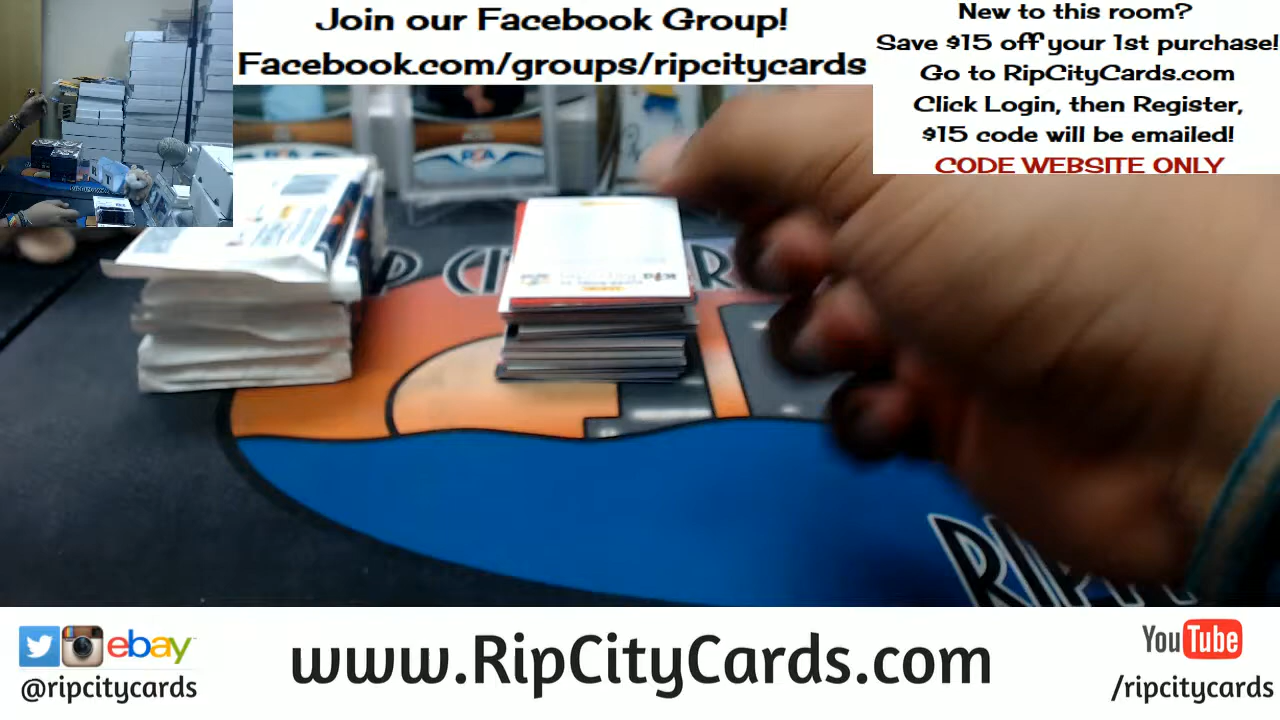 Join our Facebook Group!
Facebook.com/groups/ripcitycards
New to this room?
Save $15 off your 1st purchase!
Go to RipCityCards.com
Click Login, then Register,
$15 code will be emailed!
CODE WEBSITE ONLY
ebay
@ripcitycards
www.RipCityCards.com
YouTube
/ripcitycards